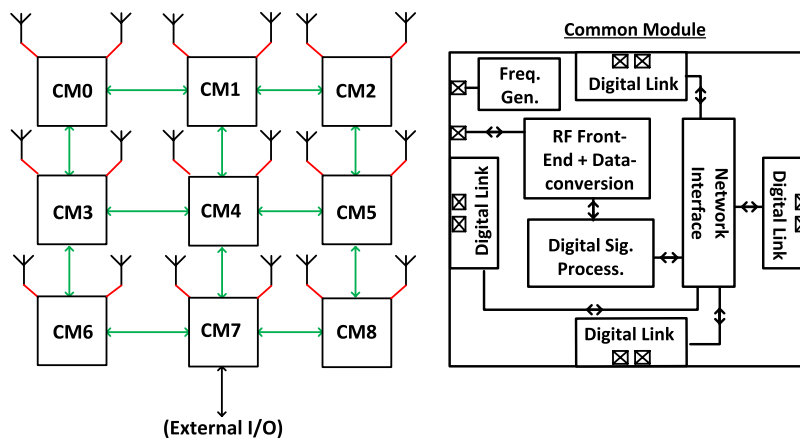 CM0
CM1
CM2
CM3
CM4
CM5
CM6
CM7
CM8
(External I/O)
Common Module
Freq.
Gen.
Digital Link
RF Front-
End + Data-
conversion
Digital Link
Network
Interface
Digital Link
Digital Sig.
Process.
Digital Link